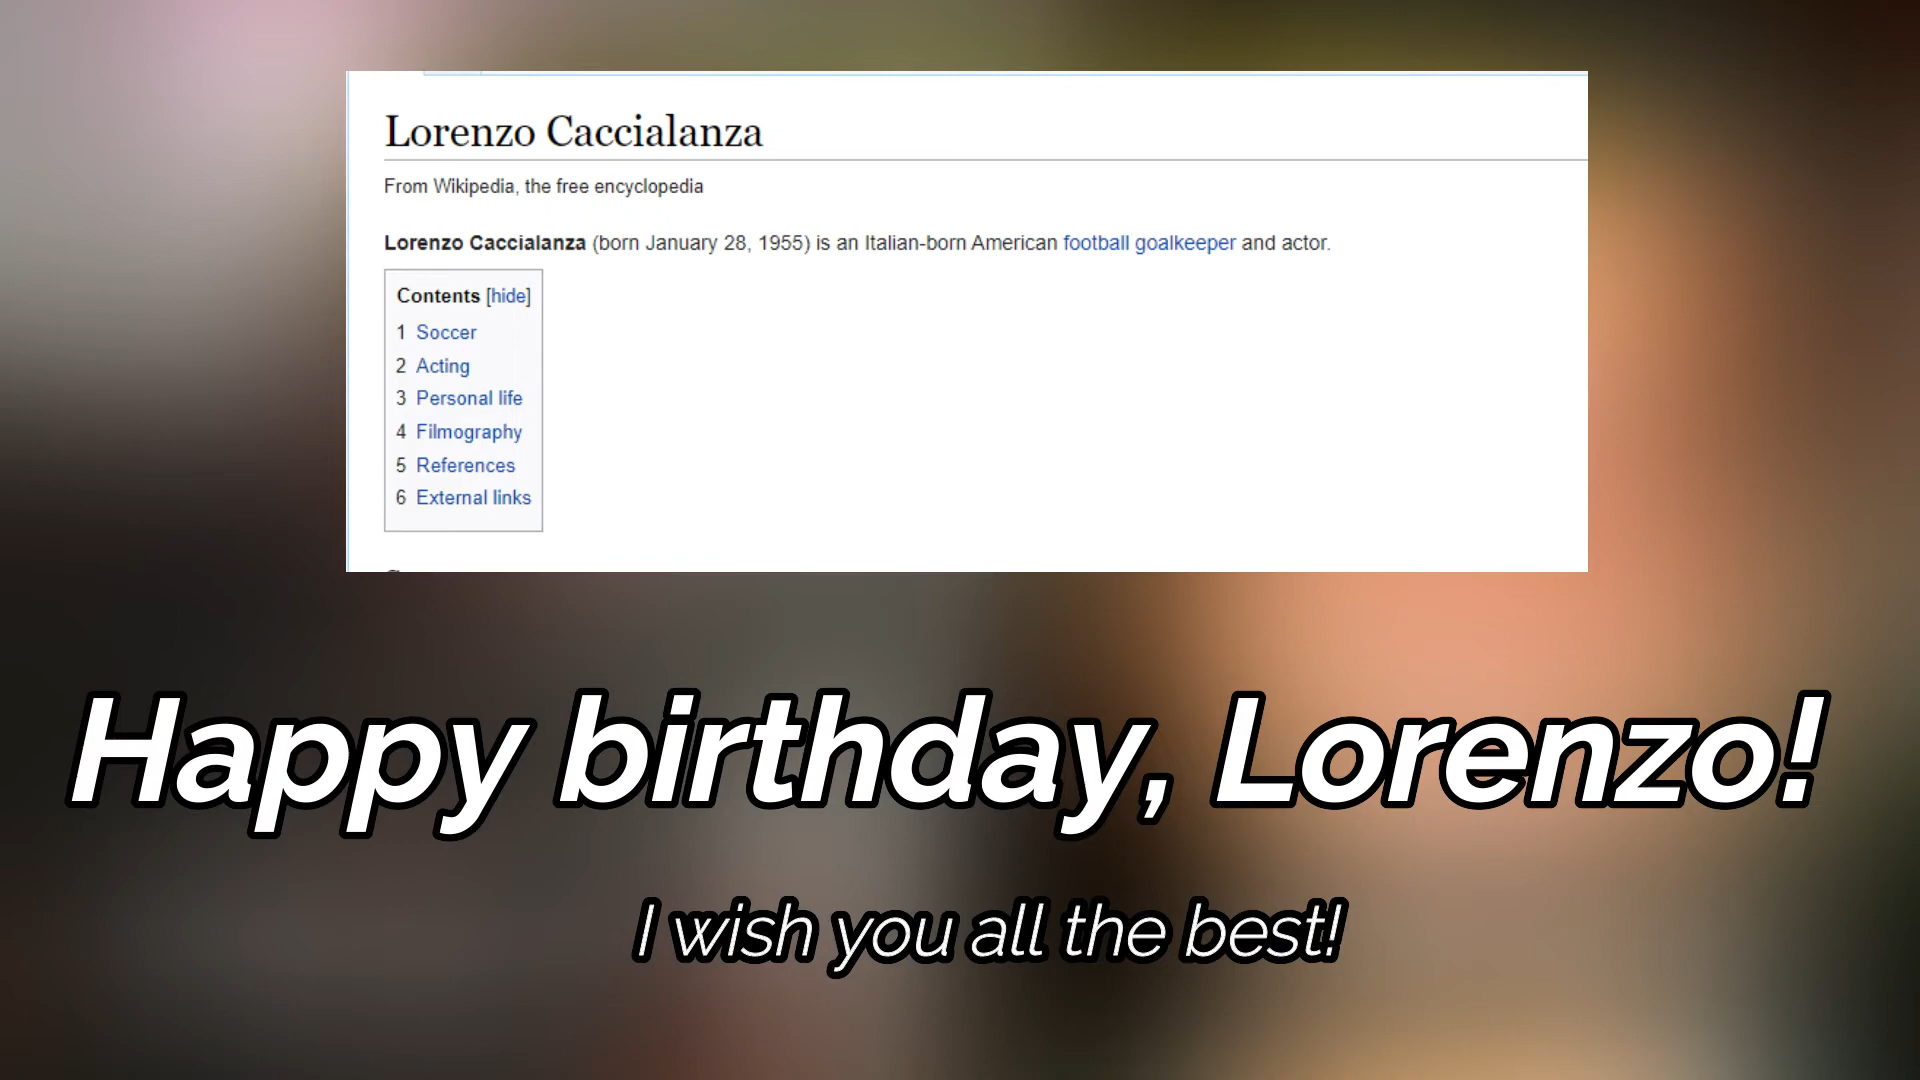 Lorenzo Caccialanza
From Wikipedia, the free encyclopedia
Lorenzo Caccialanza (born January 28, 1955) is an Italian-born American football goalkeeper and actor.
Contents [hide]
1 Soccer
2 Acting
3 Personal life
4 Filmography
5 References
6 External links
Happy birthday, Lorenzo!
I wish you all the best!